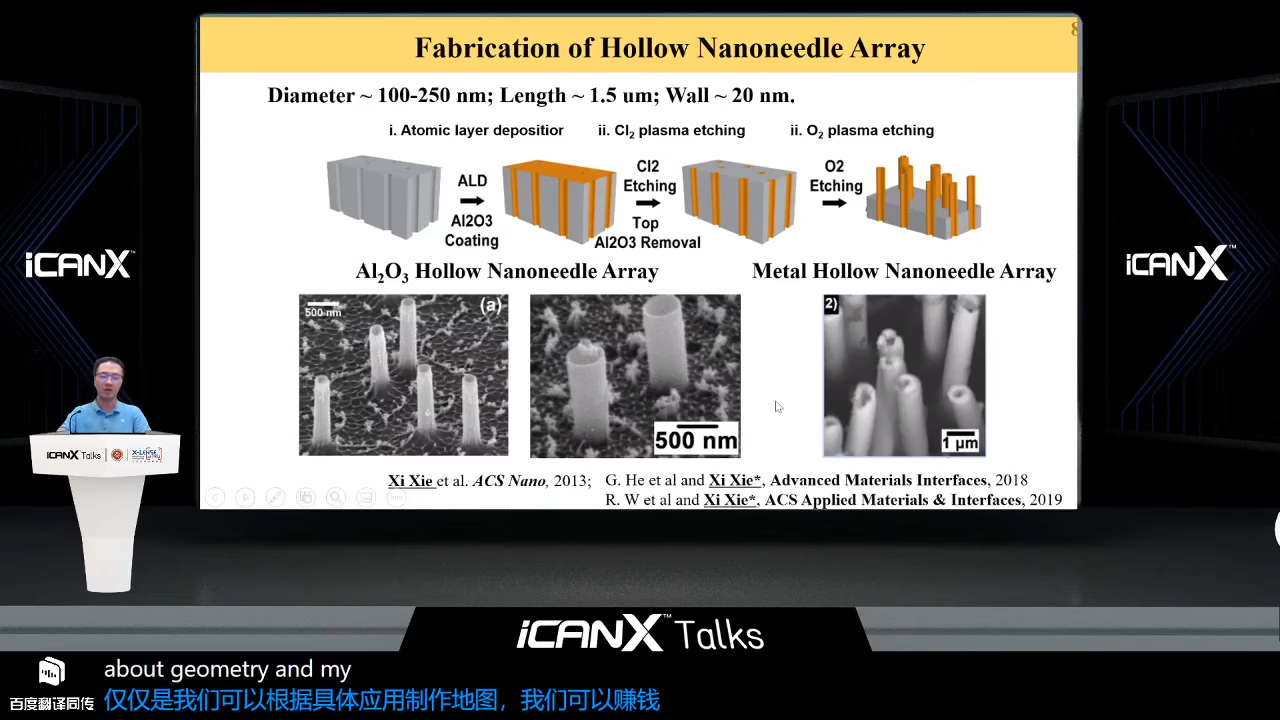 Fabrication of Hollow Nanoneedle Array
8
Diameter ~ 100-250 nm; Length ~ 1.5 um; Wall ~ 20 nm.
i. Atomic layer depositior
ii. Cl₂ plasma etching
ii. O₂ plasma etching
ALD
Al2O3
Coating
Cl2
Etching
Top
Al2O3 Removal
O2
Etching
Al₂O₃ Hollow Nanoneedle Array
Metal Hollow Nanoneedle Array
500 nm
(a)
500 nm
2)
1 µm
Xi Xie et al. ACS Nano, 2013;
G. He et al and Xi Xie*, Advanced Materials Interfaces, 2018
R. W et al and Xi Xie*, ACS Applied Materials & Interfaces, 2019
iCANX™
iCANX™
iCANX Talks
X-LENSE
iCANX™ Talks
百度翻译同传
about geometry and my
仅仅是我们可以根据具体应用制作地图，我们可以赚钱